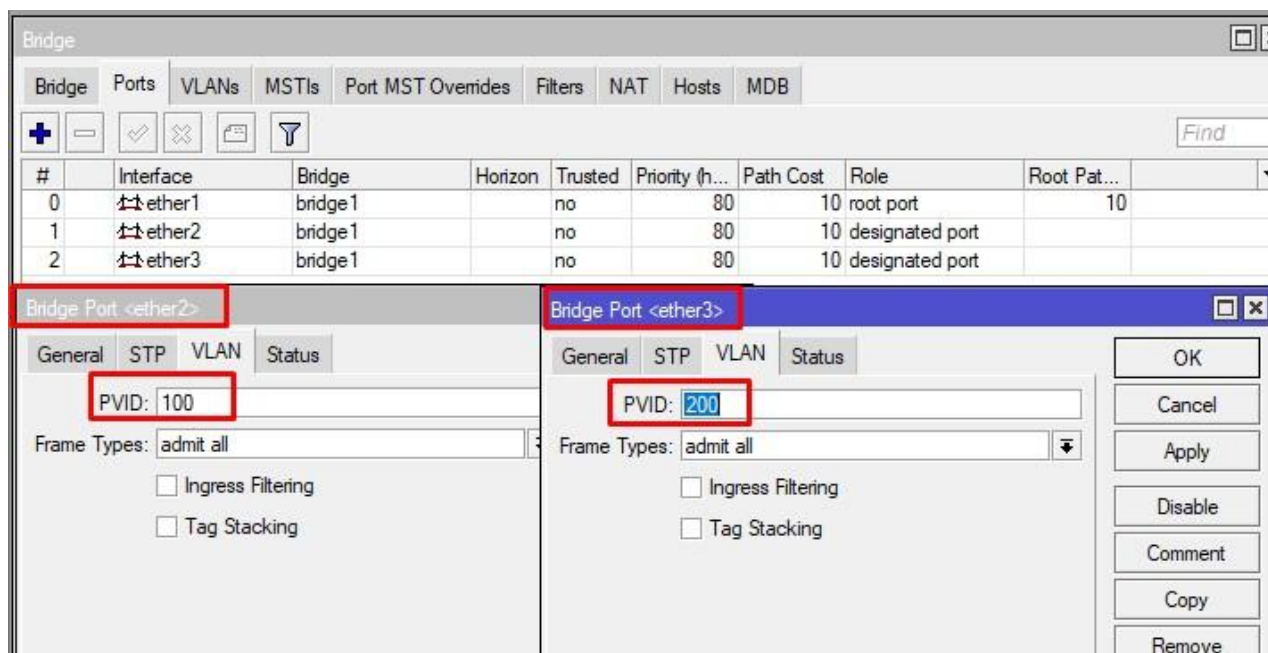 Bridge
Bridge Ports VLANs MSTIs Port MST Overrides Filters NAT Hosts MDB
Find
# Interface Bridge Horizon Trusted Priority (h... Path Cost Role Root Pat...
0 ether1 bridge1 no 80 10 root port 10
1 ether2 bridge1 no 80 10 designated port
2 ether3 bridge1 no 80 10 designated port
Bridge Port <ether2>
General STP VLAN Status
PVID: 100
Frame Types: admit all
Ingress Filtering
Tag Stacking
Bridge Port <ether3>
General STP VLAN Status
PVID: 200
Frame Types: admit all
Ingress Filtering
Tag Stacking
OK
Cancel
Apply
Disable
Comment
Copy
Remove